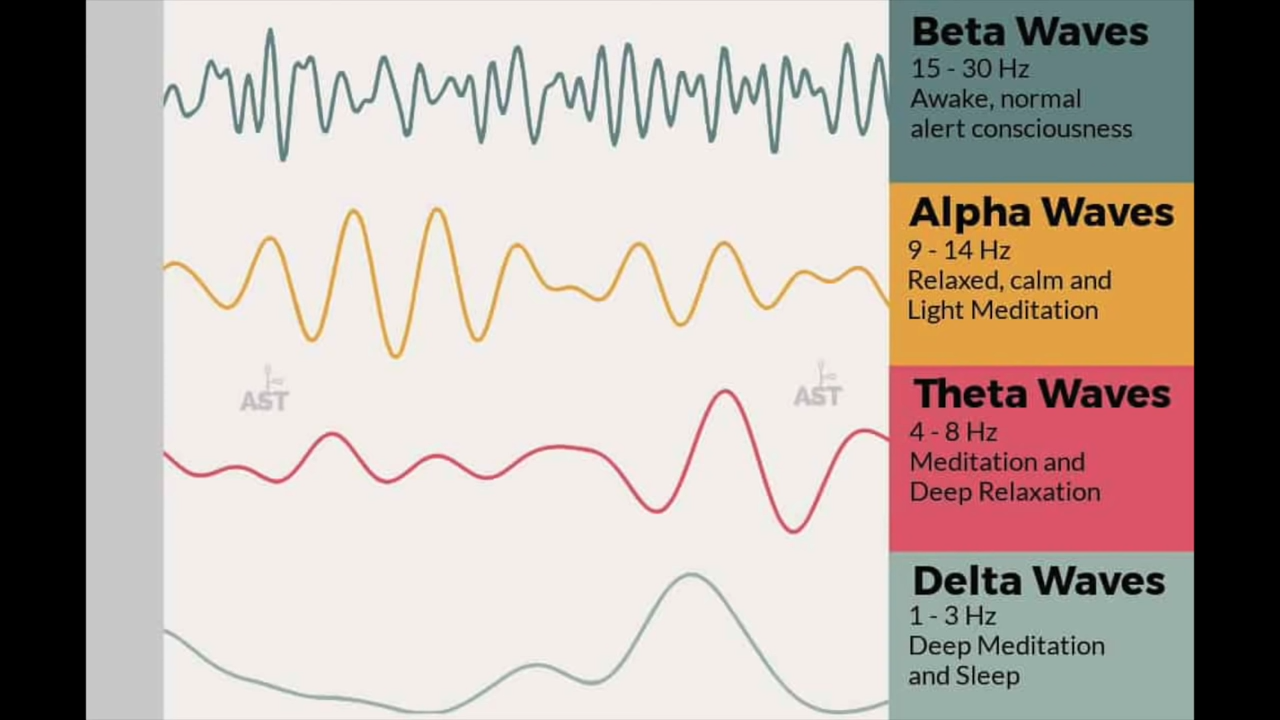 Beta Waves
15 - 30 Hz
Awake, normal
alert consciousness
Alpha Waves
9 - 14 Hz
Relaxed, calm and
Light Meditation
AST
AST
Theta Waves
4 - 8 Hz
Meditation and
Deep Relaxation
Delta Waves
1 - 3 Hz
Deep Meditation
and Sleep